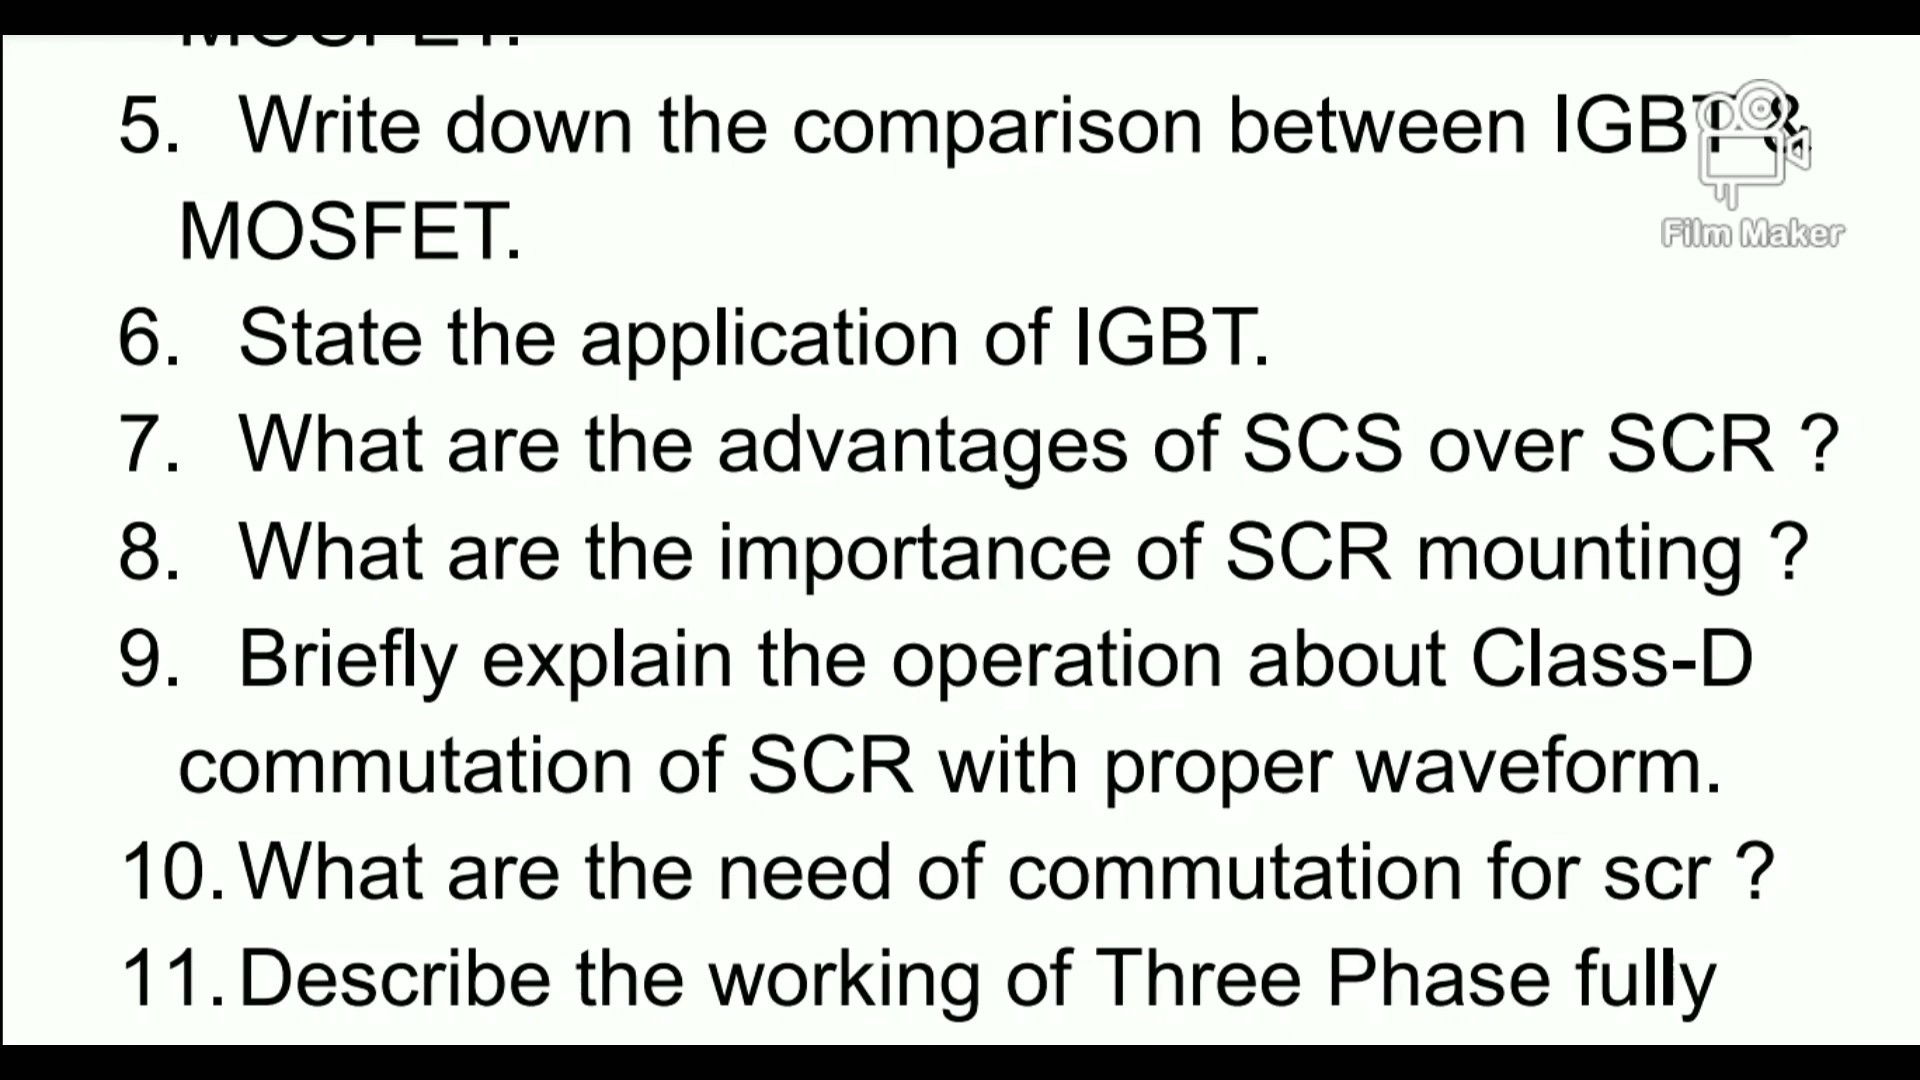 MOSFET.
5. Write down the comparison between IGBT &
MOSFET.
Film Maker
6. State the application of IGBT.
7. What are the advantages of SCS over SCR ?
8. What are the importance of SCR mounting ?
9. Briefly explain the operation about Class-D
commutation of SCR with proper waveform.
10. What are the need of commutation for scr ?
11. Describe the working of Three Phase fully